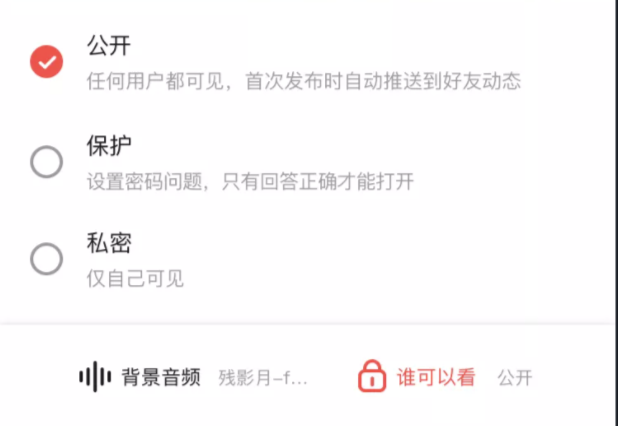 公开
任何用户都可见，首次发布时自动推送到好友动态
保护
设置密码问题，只有回答正确才能打开
私密
仅自己可见
背景音频 残影月-f... 谁可以看 公开